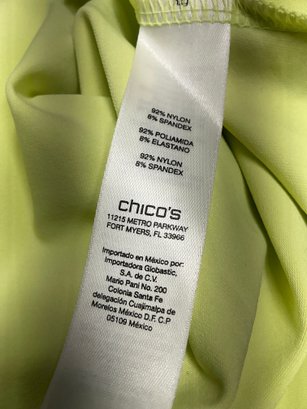 92% NYLON
8% SPANDEX
92% POLIAMIDA
8% ELASTANO
92% NYLON
8% SPANDEX
chico's
11215 METRO PARKWAY
FORT MYERS, FL 33966
Importado en México por:
Importadora Globastic,
S.A. de C.V.
Mario Pani No. 200
Colonia Santa Fe
delegación Cuajimalpa de
Morelos México D.F. C.P
05109 México